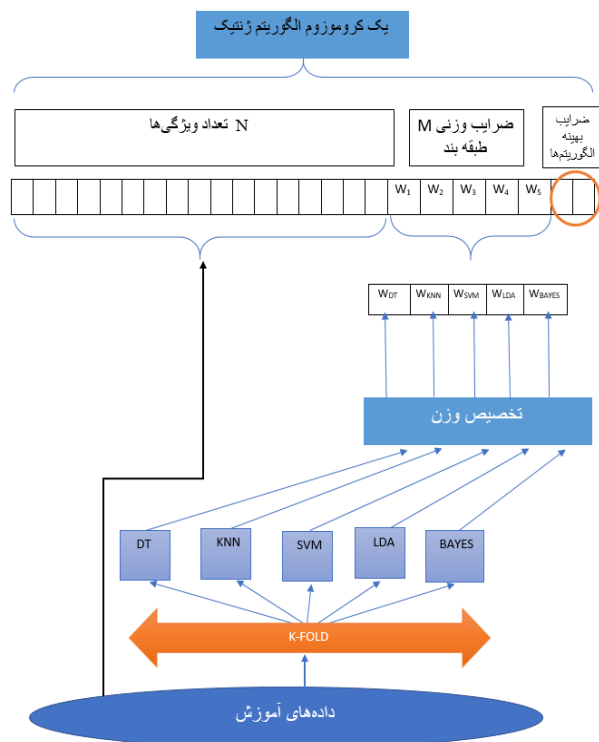 یک کروموزوم الگوریتم ژنتیک
ضرایب
بهینه
الگوریتم‌ها
ضرایب وزنی M
طبقه بند
N تعداد ویژگی‌ها
W1 W2 W3 W4 W5
WDT WKNN WSVM WLDA WBAYES
تخصیص وزن
DT KNN SVM LDA BAYES
K-FOLD
داده‌های آموزش